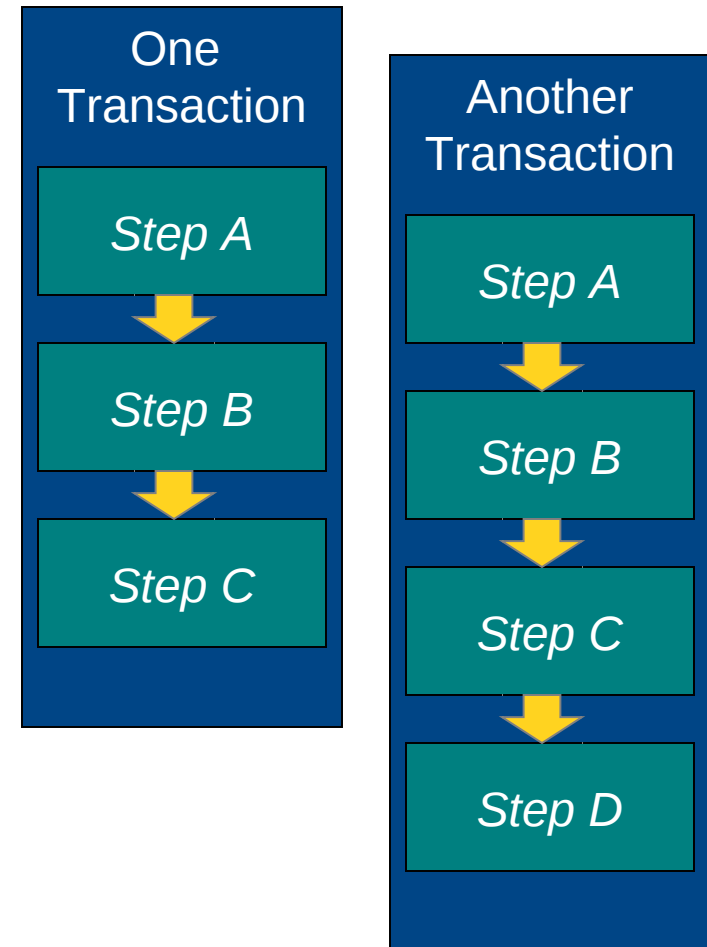 One
Transaction
Step A
Step B
Step C
Another
Transaction
Step A
Step B
Step C
Step D